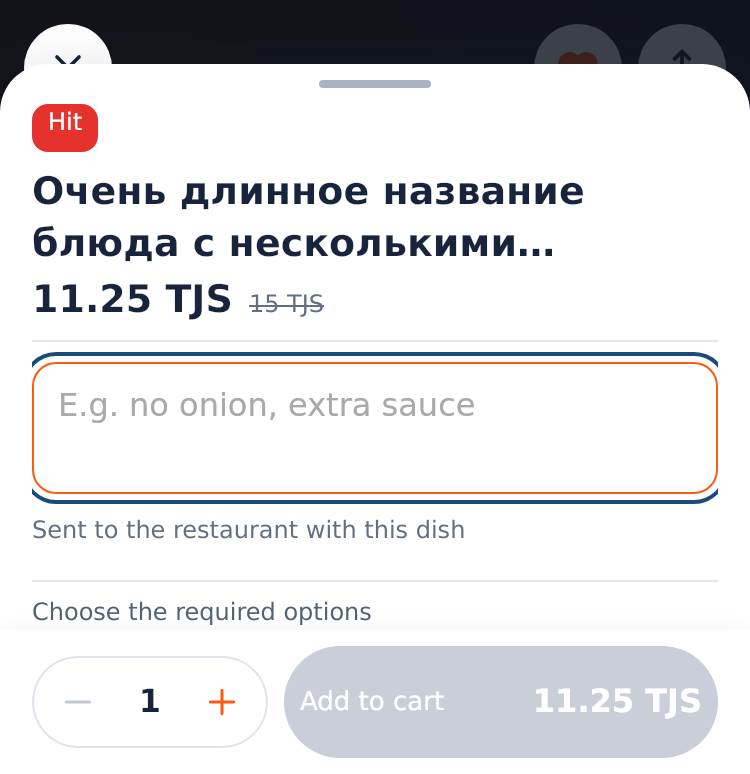 Hit
Очень длинное название
блюда с несколькими…
11.25 TJS 15 TJS
E.g. no onion, extra sauce
Sent to the restaurant with this dish
Choose the required options
1
Add to cart 11.25 TJS